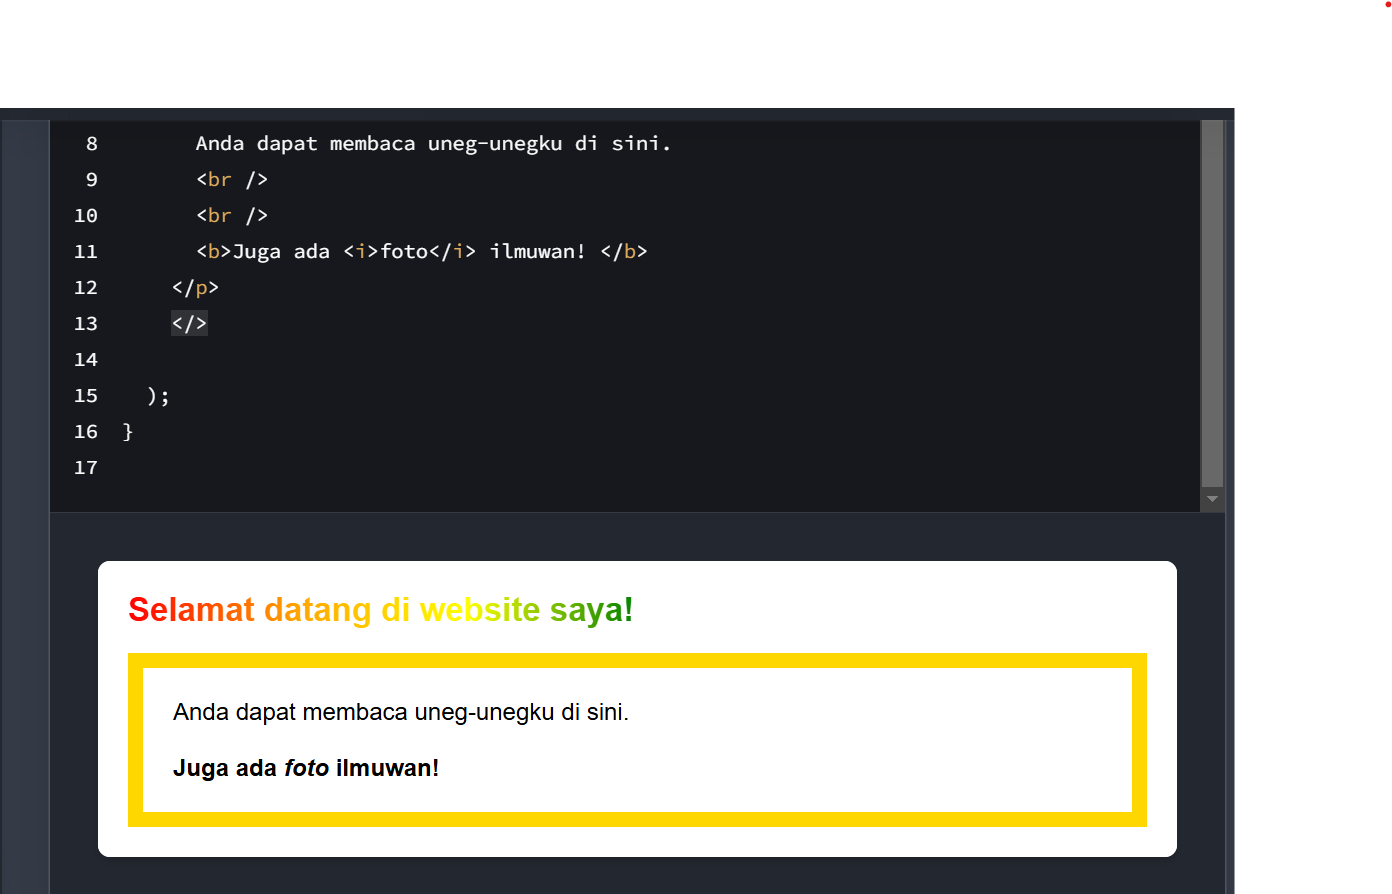 8 Anda dapat membaca uneg-unegku di sini.
9 <br />
10 <br />
11 <b>Juga ada <i>foto</i> ilmuwan! </b>
12 </p>
13 </>
14
15 );
16 }
17
Selamat datang di website saya!
Anda dapat membaca uneg-unegku di sini.
Juga ada foto ilmuwan!